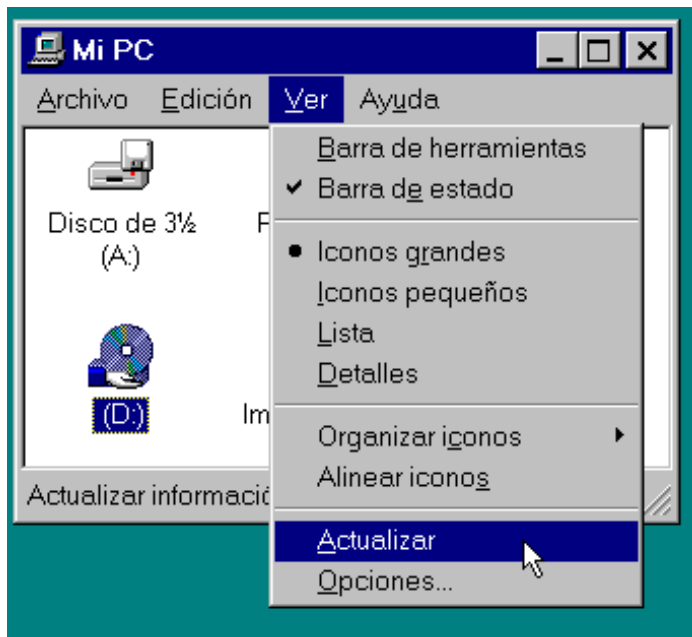 Mi PC
Archivo Edición Ver Ayuda
Disco de 3½
(A:)
(D:)
Barra de herramientas
Barra de estado
Iconos grandes
Iconos pequeños
Lista
Detalles
Organizar iconos
Alinear iconos
Actualizar
Opciones...
Actualizar